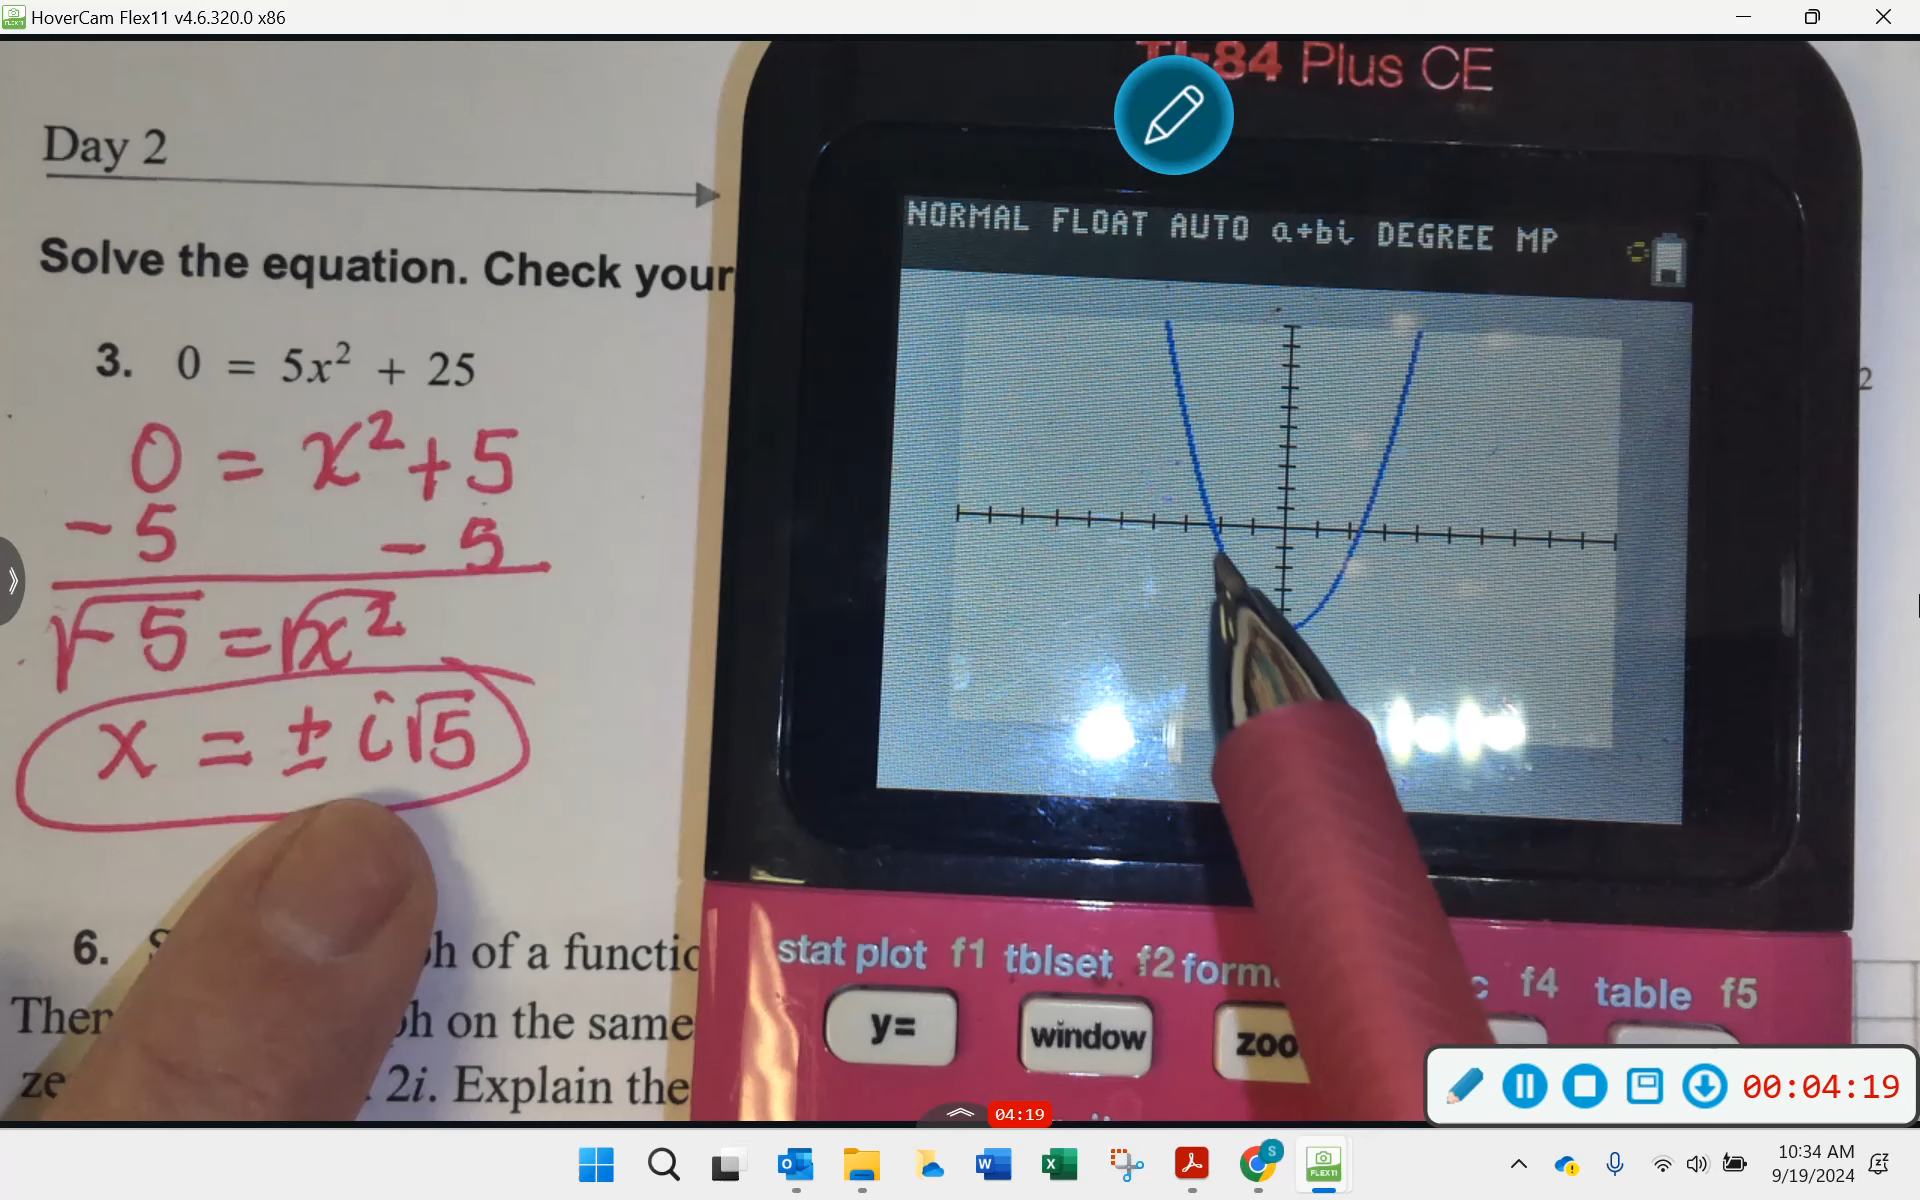 HoverCam Flex11 v4.6.320.0 x86
TI-84 Plus CE
Day 2
NORMAL FLOAT AUTO a+bi DEGREE MP
Solve the equation. Check your
3. 0 = 5x² + 25
0 = x² + 5
- 5 - 5
√-5 = √x²
x = ± i√5
2
6. of a functio
Then on the same
ze 2i. Explain the
stat plot f1 tblset f2 form f4 table f5
y= window zoo
00:04:19
04:19
10:34 AM
9/19/2024